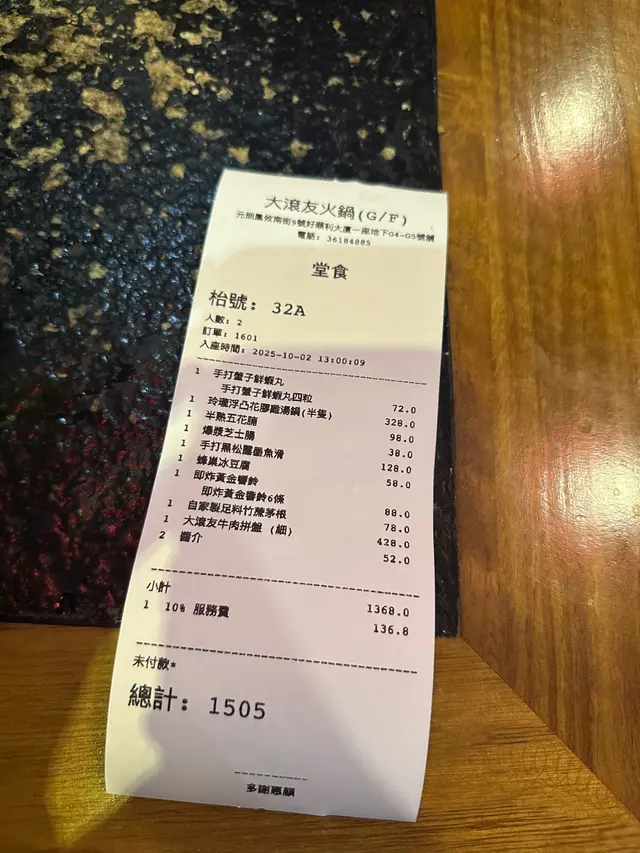 大滾友火鍋(G/F)
元朗鳳攸南街9號好順利大廈一座地下G4-G5號舖
電話: 36184885
堂食
枱號: 32A
人數: 2
訂單: 1601
入座時間: 2025-10-02 13:00:09
1 手打蟹子鮮蝦丸
手打蟹子鮮蝦丸四粒 72.0
1 玲瓏浮凸花膠雞湯鍋(半隻) 328.0
1 半熟五花腩 98.0
1 爆漿芝士腸 38.0
1 手打黑松露墨魚滑 128.0
1 蜂巢冰豆腐 58.0
1 即炸黃金響鈴
即炸黃金響鈴6條 88.0
1 自家製足料竹蔗茅根 78.0
1 大滾友牛肉拼盤 (細) 428.0
2 醬介 52.0
小計 1368.0
1 10% 服務費 136.8
未付款*
總計: 1505
多謝惠顧